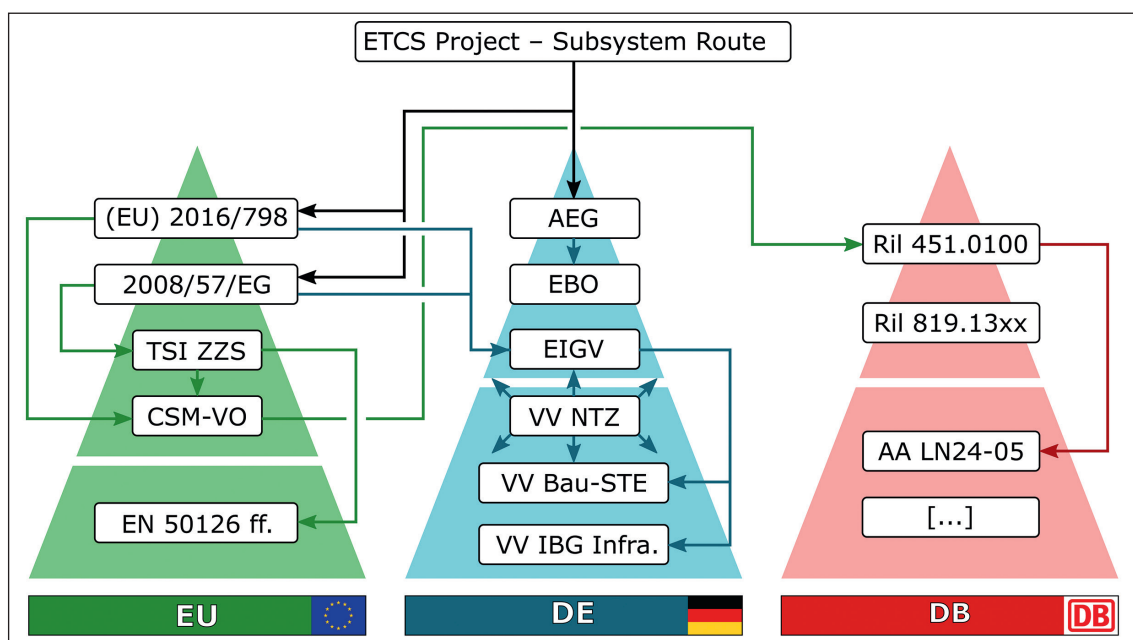 ETCS Project – Subsystem Route
(EU) 2016/798
2008/57/EG
TSI ZZS
CSM-VO
EN 50126 ff.
EU
AEG
EBO
EIGV
VV NTZ
VV Bau-STE
VV IBG Infra.
DE
Ril 451.0100
Ril 819.13xx
AA LN24-05
[...]
DB
DB